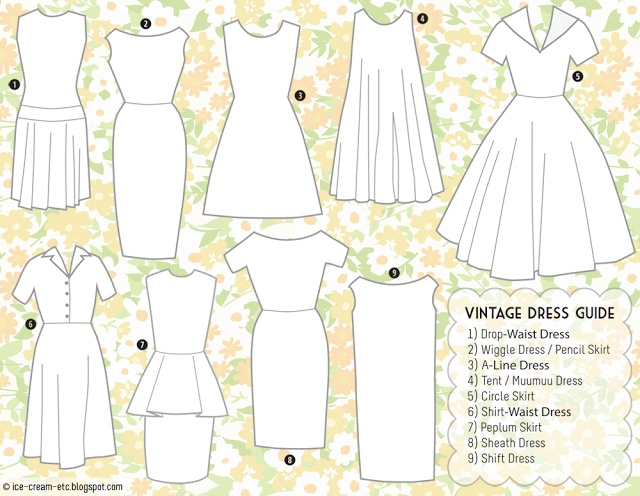 2
4
1
3
5
VINTAGE DRESS GUIDE
1) Drop-Waist Dress
2) Wiggle Dress / Pencil Skirt
3) A-Line Dress
4) Tent / Muumuu Dress
5) Circle Skirt
6) Shirt-Waist Dress
7) Peplum Skirt
8) Sheath Dress
9) Shift Dress
9
6
7
8
© ice-cream-etc.blogspot.com